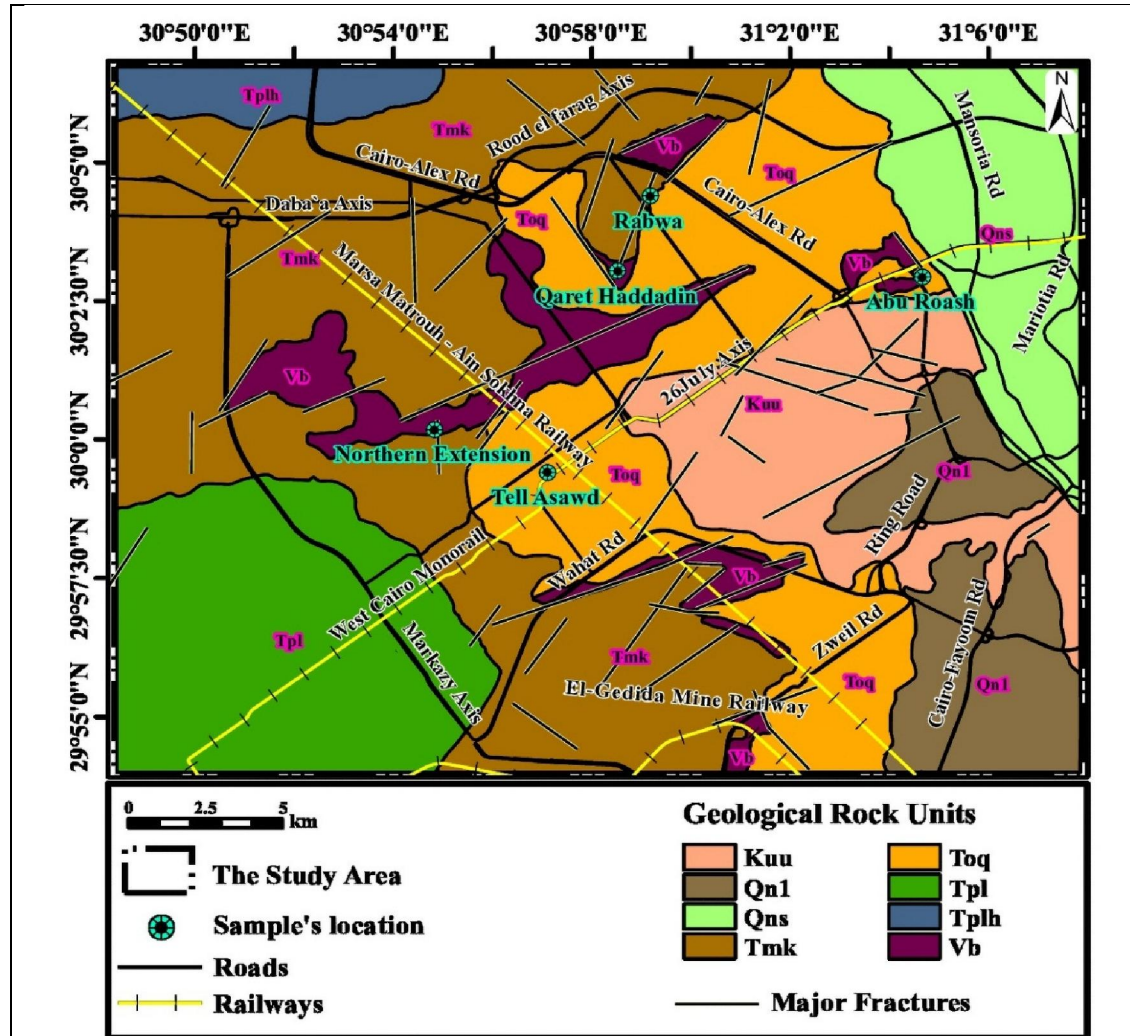 30°50'0"E 30°54'0"E 30°58'0"E 31°2'0"E 31°6'0"E
N
Tplh
Tmk
Rood el farag Axis
Vb
Mansoria Rd
30°5'0"N
Cairo-Alex Rd
Toq
Cairo-Alex Rd
Daba`a Axis
Rabwa
Toq
Qns
Tmk
Marsa Matrouh - Ain Sokhna Railway
Vb
Qaret Haddadin
Abu Roash
Mariotia Rd
30°2'30"N
26July Axis
Vb
Kuu
30°0'0"N
Northern Extension
Toq
Qn1
Tell Asawd
Ring Road
Wahat Rd
29°57'30"N
West Cairo Monorail
Vb
Tpl
Markazy Axis
Tmk
Zweil Rd
Cairo-Fayoom Rd
El-Gedida Mine Railway
Toq
Qn1
29°55'0"N
Vb
0 2.5 5
km
The Study Area
Sample's location
Roads
Railways
Geological Rock Units
Kuu Toq
Qn1 Tpl
Qns Tplh
Tmk Vb
Major Fractures